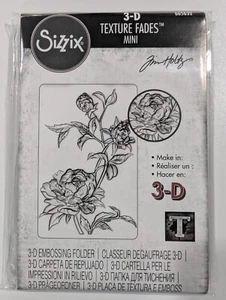 3-D
TEXTURE FADES™
MINI
Sizzix
Tim Holtz
• Make in:
• Réaliser un :
• Hacer en:
3-D
T
3-D EMBOSSING FOLDER | CLASSEUR DÉGAUFRAGE 3-D |
3-D CARPETA DE REPUJADO | 3-D CARTELLA PER LE
IMPRESSIONI IN RILIEVO | 3-D ПАПКА ДЛЯ ТИСНЕНИЯ |
3-D PRÄGEORDNER | 3-D PLACA DE TEXTURA E EMBOSS